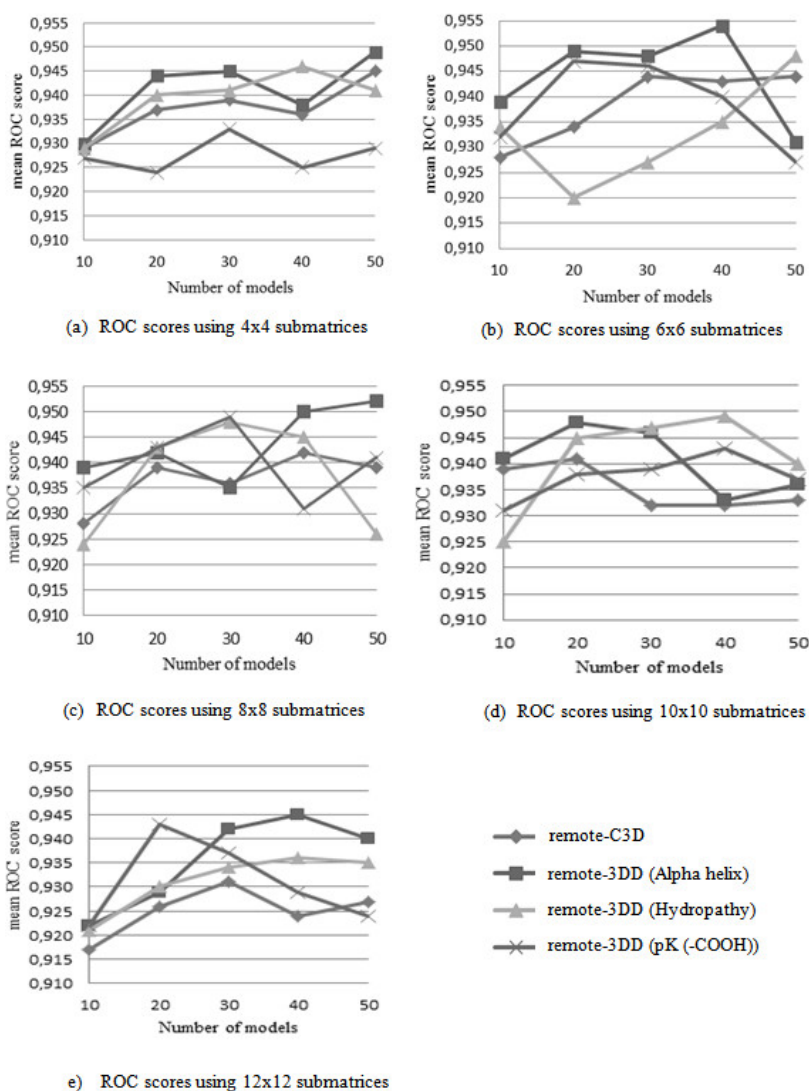 mean ROC score
0,955
0,950
0,945
0,940
0,935
0,930
0,925
0,920
0,915
0,910
10 20 30 40 50
Number of models
(a) ROC scores using 4x4 submatrices
mean ROC score
0,955
0,950
0,945
0,940
0,935
0,930
0,925
0,920
0,915
0,910
10 20 30 40 50
Number of models
(b) ROC scores using 6x6 submatrices
mean ROC score
0,955
0,950
0,945
0,940
0,935
0,930
0,925
0,920
0,915
0,910
10 20 30 40 50
Number of models
(c) ROC scores using 8x8 submatrices
mean ROC score
0,955
0,950
0,945
0,940
0,935
0,930
0,925
0,920
0,915
0,910
10 20 30 40 50
Number of models
(d) ROC scores using 10x10 submatrices
mean ROC score
0,955
0,950
0,945
0,940
0,935
0,930
0,925
0,920
0,915
0,910
10 20 30 40 50
Number of models
e) ROC scores using 12x12 submatrices
remote-C3D
remote-3DD (Alpha helix)
remote-3DD (Hydropathy)
remote-3DD (pK (-COOH))